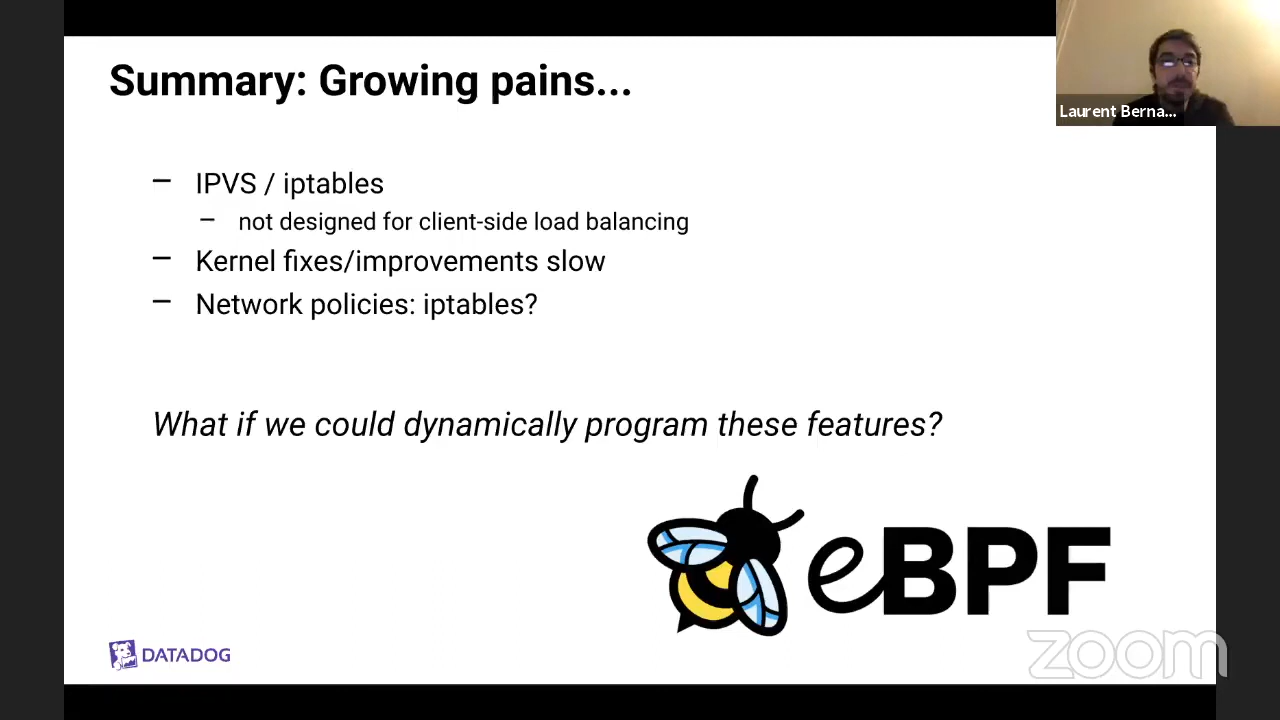 Summary: Growing pains...
Laurent Berna...
– IPVS / iptables
– not designed for client-side load balancing
– Kernel fixes/improvements slow
– Network policies: iptables?
What if we could dynamically program these features?
eBPF
DATADOG
zoom